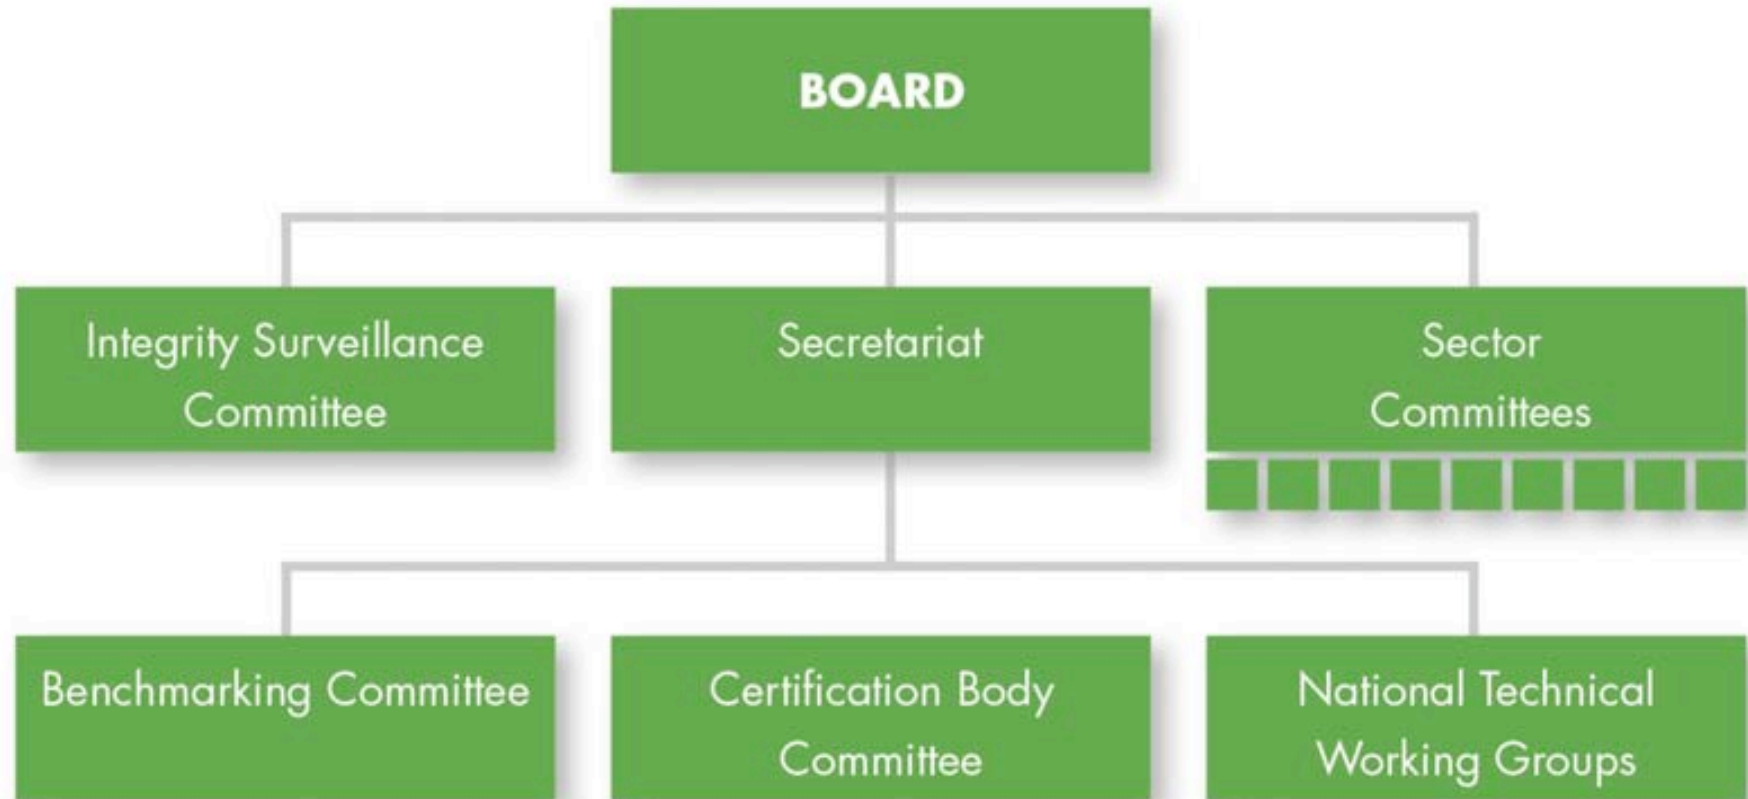 BOARD
Integrity Surveillance
Committee
Secretariat
Sector
Committees
Benchmarking Committee
Certification Body
Committee
National Technical
Working Groups